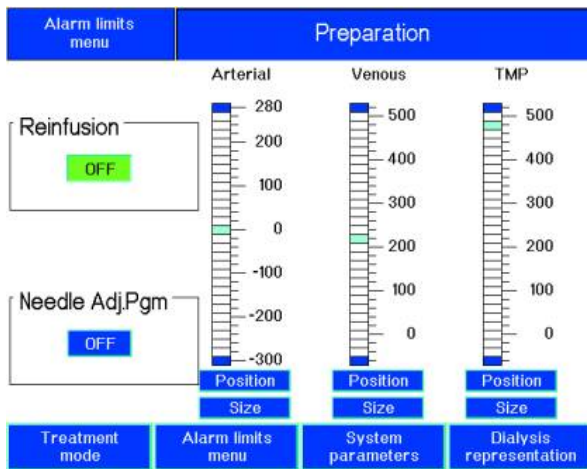 Alarm limits
menu
Preparation
Arterial
Venous
TMP
Reinfusion
OFF
Needle Adj.Pgm
OFF
280
200
100
0
-100
-200
-300
500
400
300
200
100
0
500
400
300
200
100
0
Position
Position
Position
Size
Size
Size
Treatment
mode
Alarm limits
menu
System
parameters
Dialysis
representation